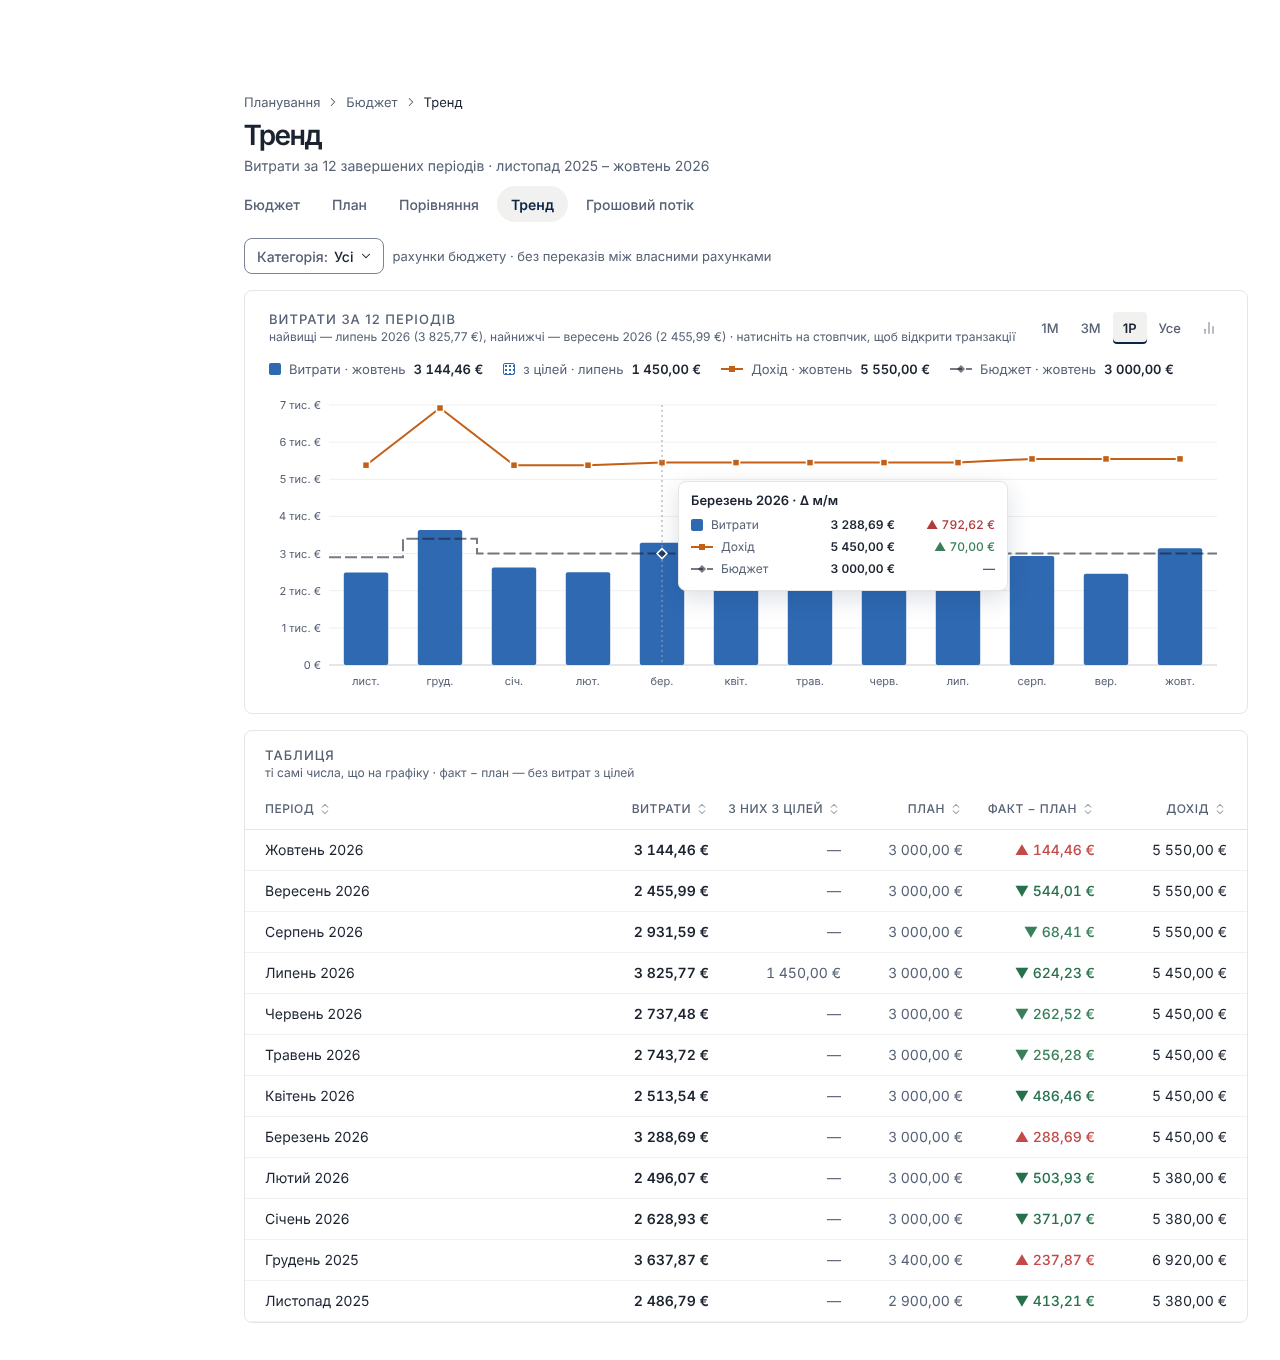 Планування > Бюджет > Тренд
Тренд
Витрати за 12 завершених періодів · листопад 2025 – жовтень 2026
Бюджет План Порівняння Тренд Грошовий потік
Категорія: Усі рахунки бюджету · без переказів між власними рахунками
ВИТРАТИ ЗА 12 ПЕРІОДІВ
найвищі — липень 2026 (3 825,77 €), найнижчі — вересень 2026 (2 455,99 €) · натисніть на стовпчик, щоб відкрити транзакції
1М 3М 1Р Усе
Витрати · жовтень 3 144,46 € з цілей · липень 1 450,00 € Дохід · жовтень 5 550,00 € Бюджет · жовтень 3 000,00 €
7 тис. €
6 тис. €
5 тис. €
4 тис. €
3 тис. €
2 тис. €
1 тис. €
0 €
Березень 2026 · Δ м/м
Витрати 3 288,69 € ▲ 792,62 €
Дохід 5 450,00 € ▲ 70,00 €
Бюджет 3 000,00 € —
лист. груд. січ. лют. бер. квіт. трав. черв. лип. серп. вер. жовт.
ТАБЛИЦЯ
ті самі числа, що на графіку · факт − план — без витрат з цілей
ПЕРІОД ВИТРАТИ З НИХ З ЦІЛЕЙ ПЛАН ФАКТ − ПЛАН ДОХІД
Жовтень 2026 3 144,46 € — 3 000,00 € ▲ 144,46 € 5 550,00 €
Вересень 2026 2 455,99 € — 3 000,00 € ▼ 544,01 € 5 550,00 €
Серпень 2026 2 931,59 € — 3 000,00 € ▼ 68,41 € 5 550,00 €
Липень 2026 3 825,77 € 1 450,00 € 3 000,00 € ▼ 624,23 € 5 450,00 €
Червень 2026 2 737,48 € — 3 000,00 € ▼ 262,52 € 5 450,00 €
Травень 2026 2 743,72 € — 3 000,00 € ▼ 256,28 € 5 450,00 €
Квітень 2026 2 513,54 € — 3 000,00 € ▼ 486,46 € 5 450,00 €
Березень 2026 3 288,69 € — 3 000,00 € ▲ 288,69 € 5 450,00 €
Лютий 2026 2 496,07 € — 3 000,00 € ▼ 503,93 € 5 380,00 €
Січень 2026 2 628,93 € — 3 000,00 € ▼ 371,07 € 5 380,00 €
Грудень 2025 3 637,87 € — 3 400,00 € ▲ 237,87 € 6 920,00 €
Листопад 2025 2 486,79 € — 2 900,00 € ▼ 413,21 € 5 380,00 €